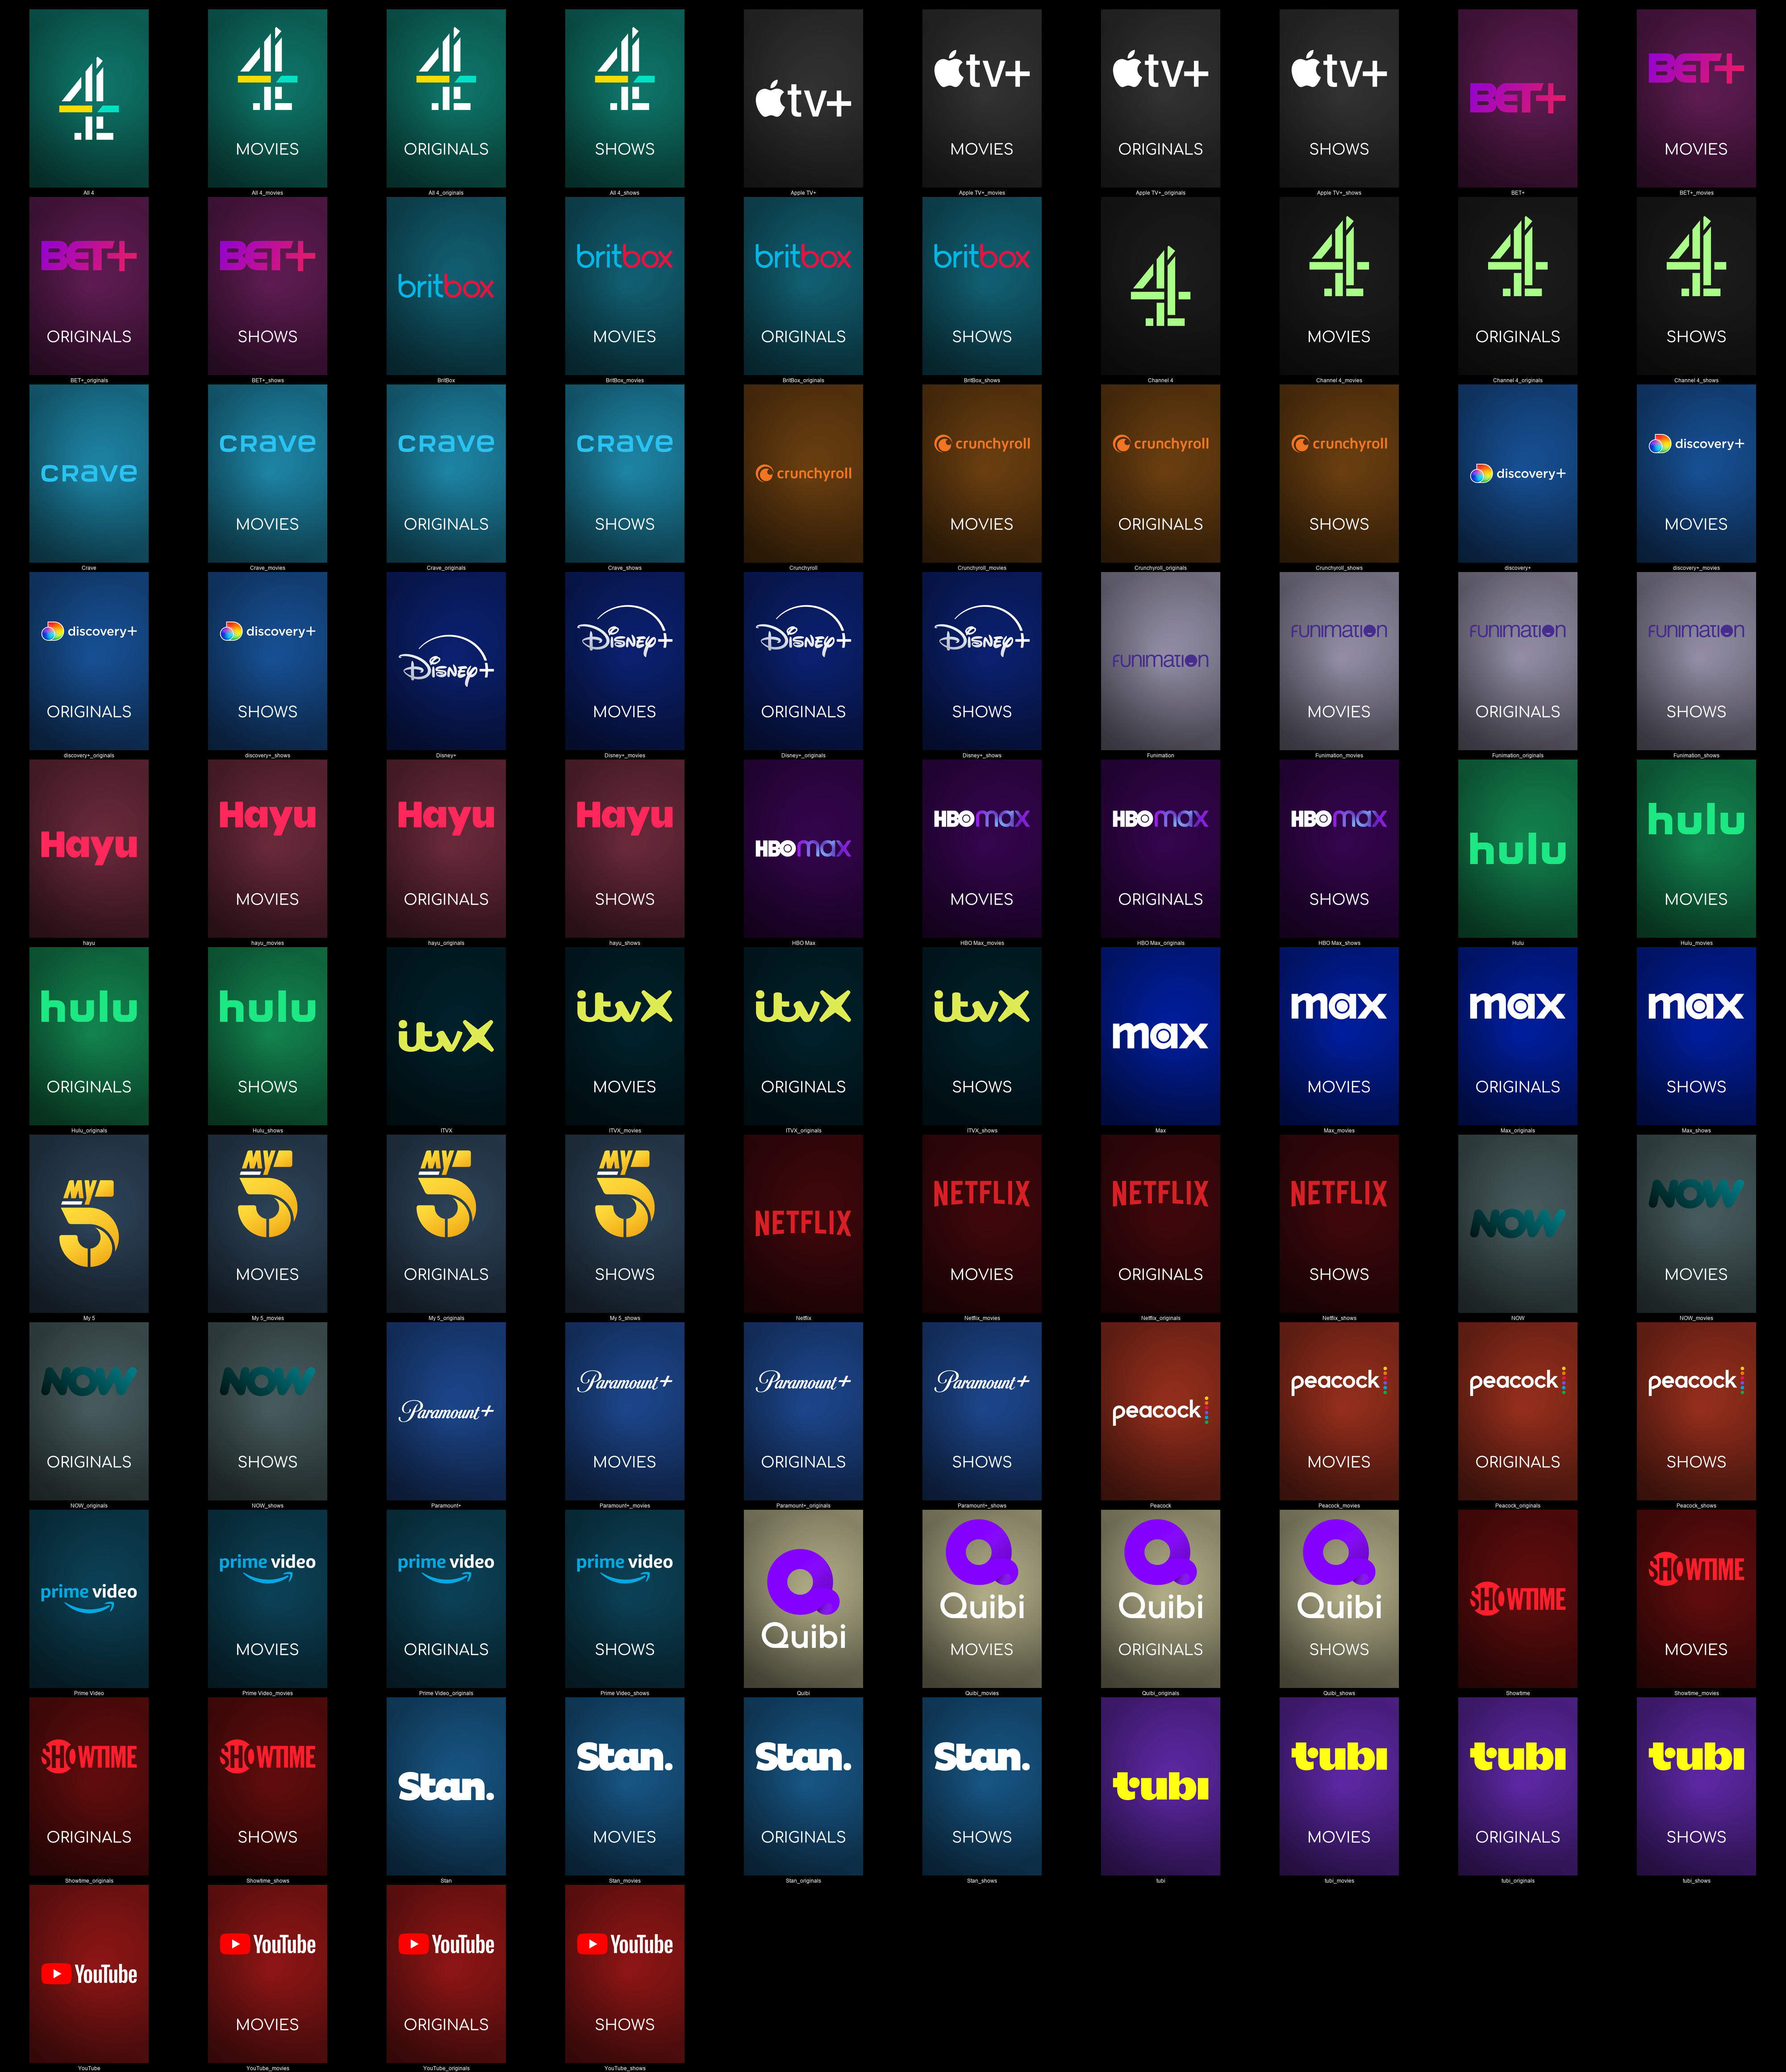 4
All 4
4
MOVIES
All 4_movies
4
ORIGINALS
All 4_originals
4
SHOWS
All 4_shows
tv+
Apple TV+
tv+
MOVIES
Apple TV+_movies
tv+
ORIGINALS
Apple TV+_originals
tv+
SHOWS
Apple TV+_shows
BET+
BET+
BET+
MOVIES
BET+_movies
BET+
ORIGINALS
BET+_originals
BET+
SHOWS
BET+_shows
britbox
BritBox
britbox
MOVIES
BritBox_movies
britbox
ORIGINALS
BritBox_originals
britbox
SHOWS
BritBox_shows
4
Channel 4
4
MOVIES
Channel 4_movies
4
ORIGINALS
Channel 4_originals
4
SHOWS
Channel 4_shows
crave
Crave
crave
MOVIES
Crave_movies
crave
ORIGINALS
Crave_originals
crave
SHOWS
Crave_shows
crunchyroll
Crunchyroll
crunchyroll
MOVIES
Crunchyroll_movies
crunchyroll
ORIGINALS
Crunchyroll_originals
crunchyroll
SHOWS
Crunchyroll_shows
discovery+
discovery+
discovery+
MOVIES
discovery+_movies
discovery+
ORIGINALS
discovery+_originals
discovery+
SHOWS
discovery+_shows
Disney+
Disney+
Disney+
MOVIES
Disney+_movies
Disney+
ORIGINALS
Disney+_originals
Disney+
SHOWS
Disney+_shows
Funimation
Funimation
Funimation
MOVIES
Funimation_movies
Funimation
ORIGINALS
Funimation_originals
Funimation
SHOWS
Funimation_shows
Hayu
hayu
Hayu
MOVIES
hayu_movies
Hayu
ORIGINALS
hayu_originals
Hayu
SHOWS
hayu_shows
HBOmax
HBO Max
HBOmax
MOVIES
HBO Max_movies
HBOmax
ORIGINALS
HBO Max_originals
HBOmax
SHOWS
HBO Max_shows
hulu
Hulu
hulu
MOVIES
Hulu_movies
hulu
ORIGINALS
Hulu_originals
hulu
SHOWS
Hulu_shows
itvX
ITVX
itvX
MOVIES
ITVX_movies
itvX
ORIGINALS
ITVX_originals
itvX
SHOWS
ITVX_shows
max
Max
max
MOVIES
Max_movies
max
ORIGINALS
Max_originals
max
SHOWS
Max_shows
MY5
My 5
MY5
MOVIES
My 5_movies
MY5
ORIGINALS
My 5_originals
MY5
SHOWS
My 5_shows
NETFLIX
Netflix
NETFLIX
MOVIES
Netflix_movies
NETFLIX
ORIGINALS
Netflix_originals
NETFLIX
SHOWS
Netflix_shows
NOW
NOW
NOW
MOVIES
NOW_movies
NOW
ORIGINALS
NOW_originals
NOW
SHOWS
NOW_shows
Paramount+
Paramount+
Paramount+
MOVIES
Paramount+_movies
Paramount+
ORIGINALS
Paramount+_originals
Paramount+
SHOWS
Paramount+_shows
peacock
Peacock
peacock
MOVIES
Peacock_movies
peacock
ORIGINALS
Peacock_originals
peacock
SHOWS
Peacock_shows
prime video
Prime Video
prime video
MOVIES
Prime Video_movies
prime video
ORIGINALS
Prime Video_originals
prime video
SHOWS
Prime Video_shows
Quibi
Quibi
Quibi
MOVIES
Quibi_movies
Quibi
ORIGINALS
Quibi_originals
Quibi
SHOWS
Quibi_shows
SHOWTIME
Showtime
SHOWTIME
MOVIES
Showtime_movies
SHOWTIME
ORIGINALS
Showtime_originals
SHOWTIME
SHOWS
Showtime_shows
Stan.
Stan
Stan.
MOVIES
Stan_movies
Stan.
ORIGINALS
Stan_originals
Stan.
SHOWS
Stan_shows
tubi
tubi
tubi
MOVIES
tubi_movies
tubi
ORIGINALS
tubi_originals
tubi
SHOWS
tubi_shows
YouTube
YouTube
YouTube
MOVIES
YouTube_movies
YouTube
ORIGINALS
YouTube_originals
YouTube
SHOWS
YouTube_shows